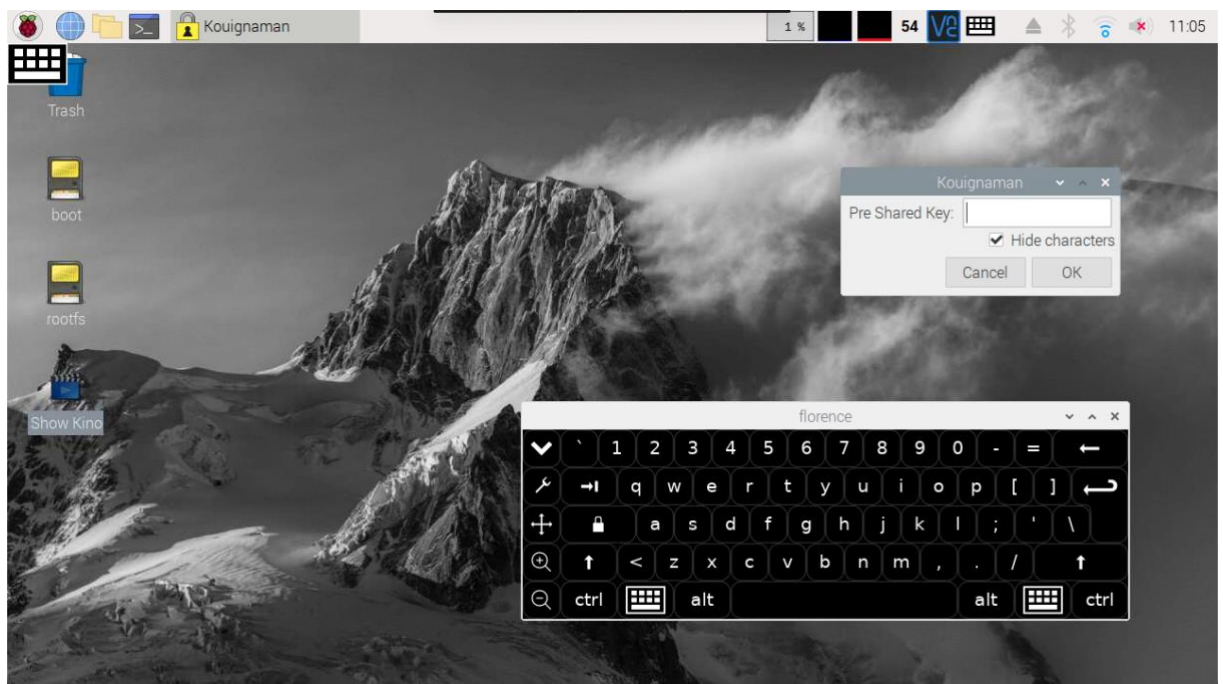 Kouignaman
1 %
54
V2
11:05
Trash
boot
rootfs
Show Kino
Kouignaman
Pre Shared Key:
Hide characters
Cancel OK
florence
` 1 2 3 4 5 6 7 8 9 0 - =
q w e r t y u i o p [ ]
a s d f g h j k l ; ' \
< z x c v b n m , . /
ctrl alt alt ctrl